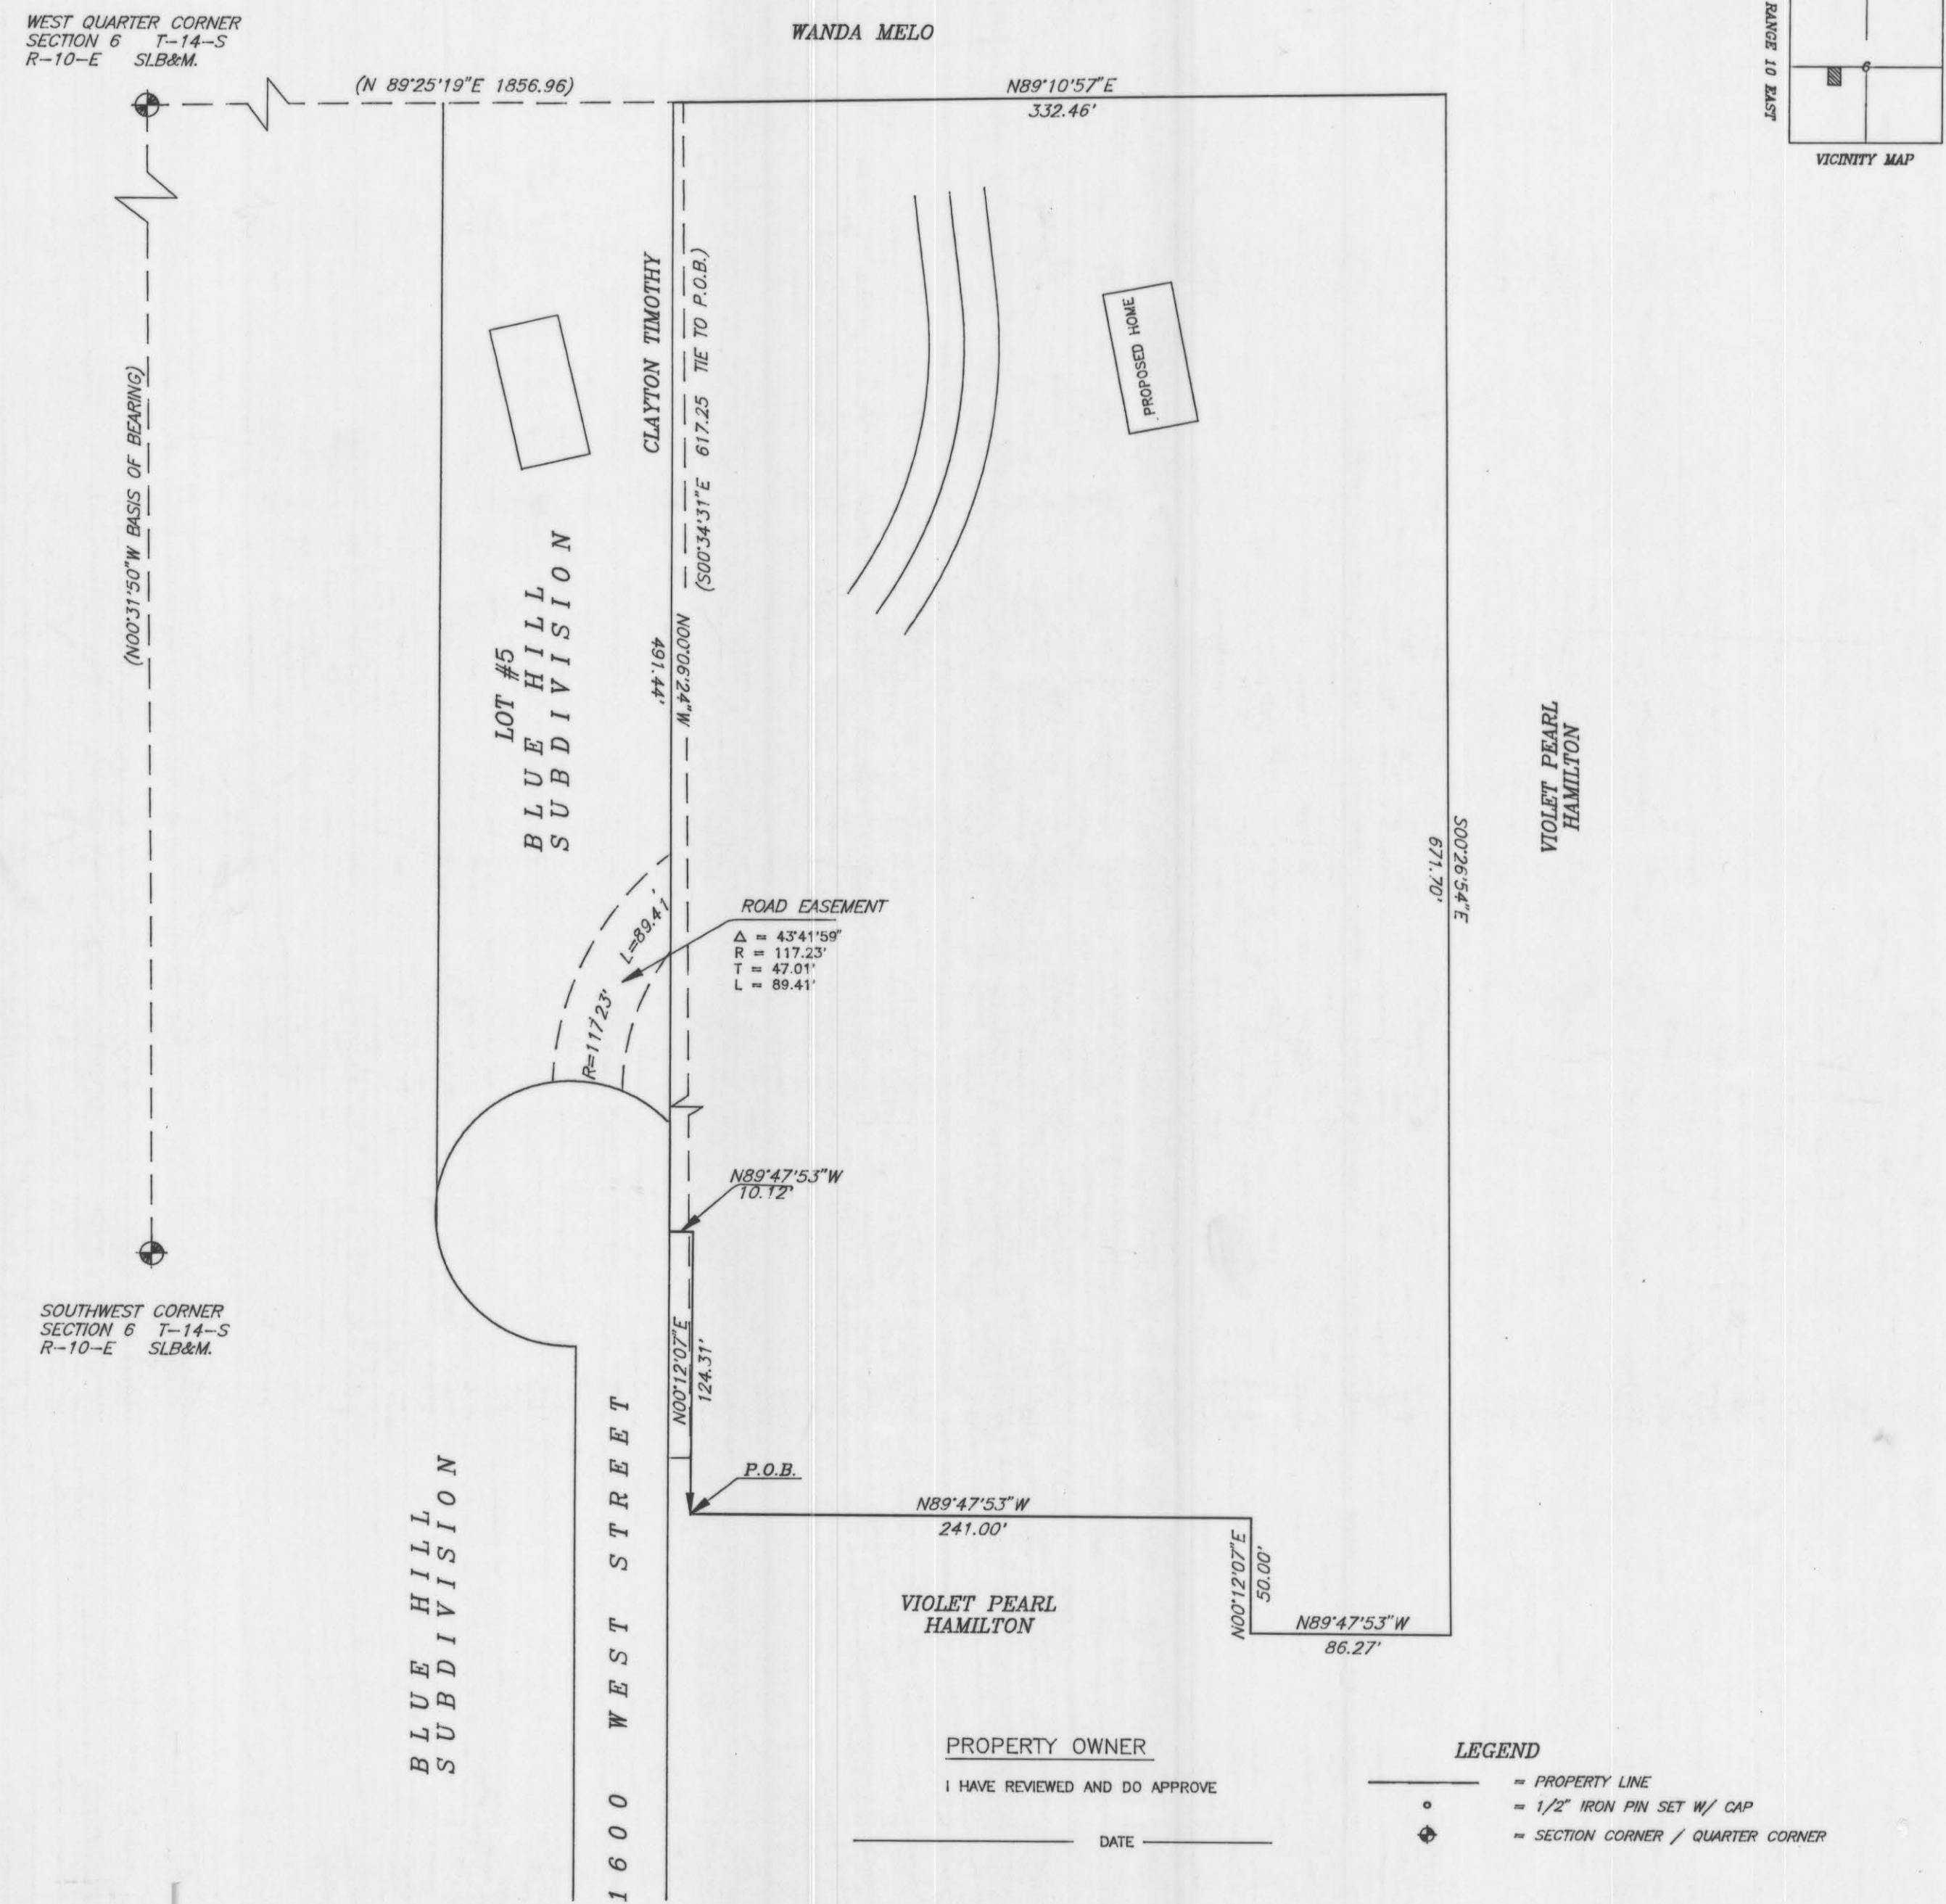 WEST QUARTER CORNER
SECTION 6 T-14-S
R-10-E SLB&M.
WANDA MELO
RANGE 10 EAST
6
VICINITY MAP
(N 89°25'19"E 1856.96)
N89°10'57"E
332.46'
(N00°31'50"W BASIS OF BEARING)
CLAYTON TIMOTHY
(S00°34'31"E 617.25 TIE TO P.O.B.)
PROPOSED HOME
LOT #5
BLUE HILL
SUBDIVISION
N00°06'24"W
491.44'
VIOLET PEARL
HAMILTON
S00°26'54"E
671.70'
ROAD EASEMENT
Δ = 43°41'59"
R = 117.23'
T = 47.01'
L = 89.41'
L=89.41'
R=117.23'
N89°47'53"W
10.12'
SOUTHWEST CORNER
SECTION 6 T-14-S
R-10-E SLB&M.
N00°12'07"E
124.31'
P.O.B.
N89°47'53"W
241.00'
N00°12'07"E
50.00'
N89°47'53"W
86.27'
BLUE HILL
SUBDIVISION
1600 WEST STREET
VIOLET PEARL
HAMILTON
PROPERTY OWNER
I HAVE REVIEWED AND DO APPROVE
DATE
LEGEND
= PROPERTY LINE
= 1/2" IRON PIN SET W/ CAP
= SECTION CORNER / QUARTER CORNER